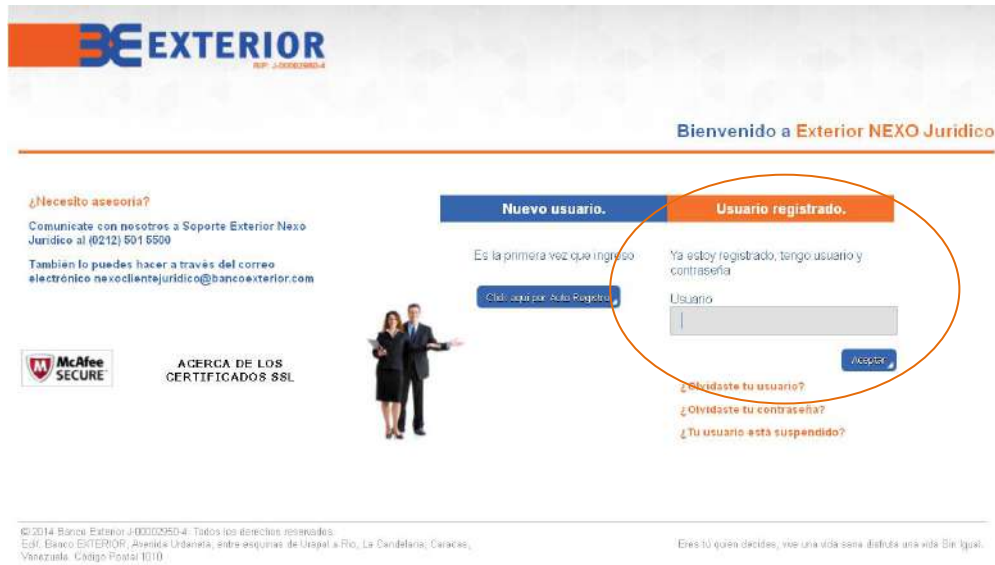 EXTERIOR
RIF: J-00002950-4
Bienvenido a Exterior NEXO Jurídico
¿Necesito asesoría?
Comunícate con nosotros a Soporte Exterior Nexo
Jurídico al (0212) 501 5500
También lo puedes hacer a través del correo
electrónico nexoclientejuridico@bancoexterior.com
McAfee
SECURE
ACERCA DE LOS
CERTIFICADOS SSL
Nuevo usuario.
Es la primera vez que ingreso
Click aquí por Auto Registro
Usuario registrado.
Ya estoy registrado, tengo usuario y
contraseña
Usuario
Aceptar
¿Olvidaste tu usuario?
¿Olvidaste tu contraseña?
¿Tu usuario está suspendido?
© 2014 Banco Exterior J-00002950-4. Todos los derechos reservados.
Edf. Banco EXTERIOR, Avenida Urdaneta, entre esquinas de Urapal a Río, La Candelaria, Caracas,
Venezuela. Código Postal 1010
Eres tú quien decides, vive una vida sana disfruta una vida Sin Igual.